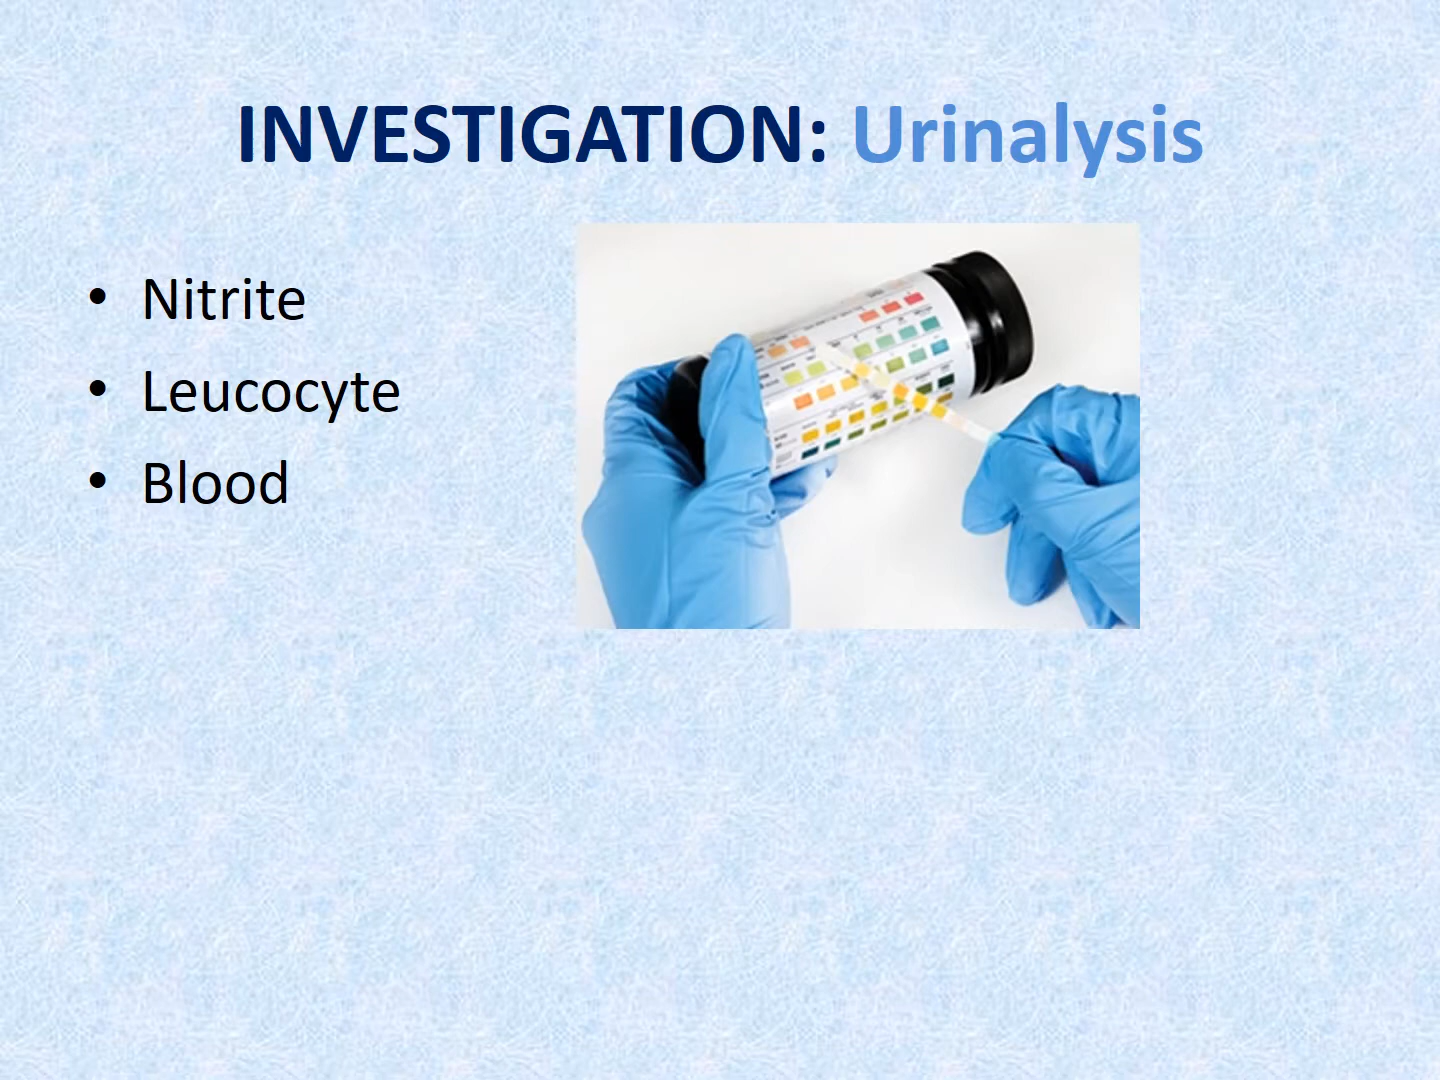 INVESTIGATION: Urinalysis
• Nitrite
• Leucocyte
• Blood